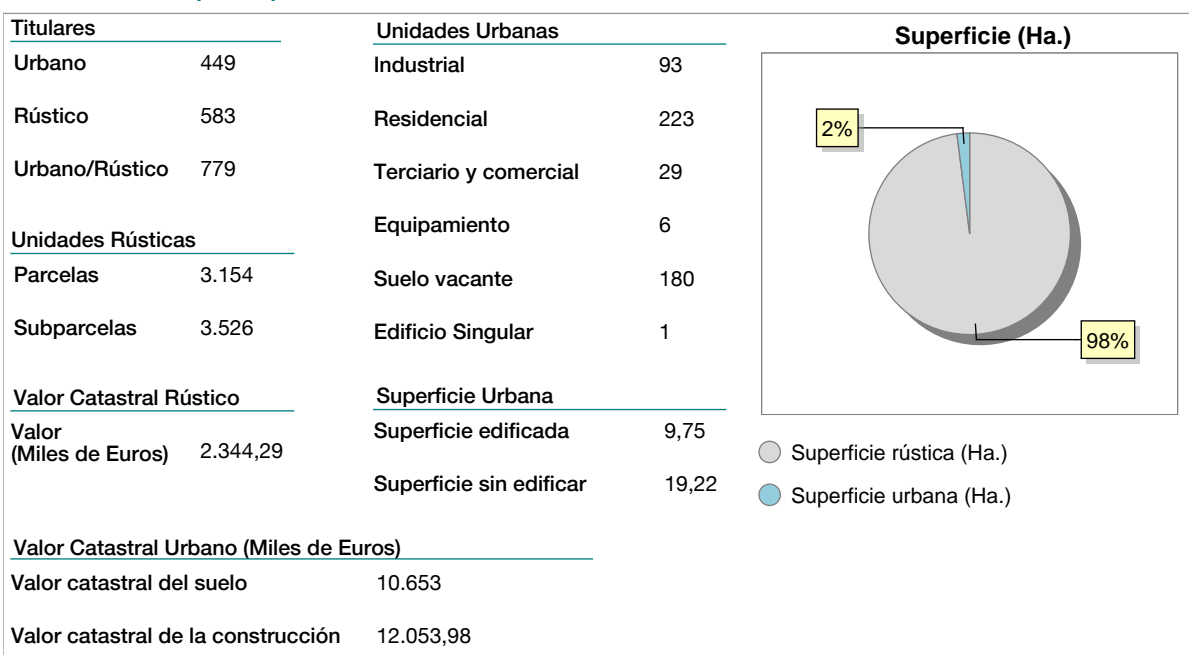 Titulares
Urbano 449
Rústico 583
Urbano/Rústico 779
Unidades Rústicas
Parcelas 3.154
Subparcelas 3.526
Valor Catastral Rústico
Valor
(Miles de Euros) 2.344,29
Unidades Urbanas
Industrial 93
Residencial 223
Terciario y comercial 29
Equipamiento 6
Suelo vacante 180
Edificio Singular 1
Superficie Urbana
Superficie edificada 9,75
Superficie sin edificar 19,22
Superficie (Ha.)
2%
98%
Superficie rústica (Ha.)
Superficie urbana (Ha.)
Valor Catastral Urbano (Miles de Euros)
Valor catastral del suelo 10.653
Valor catastral de la construcción 12.053,98